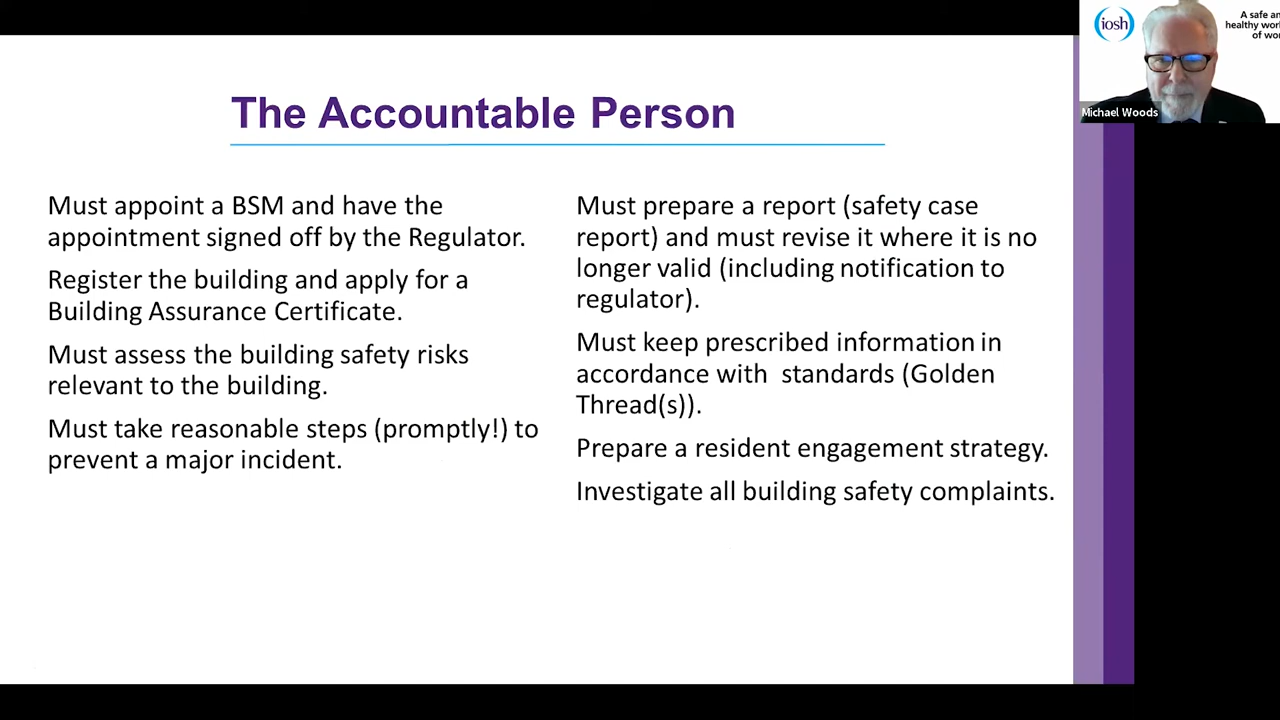 The Accountable Person
Must appoint a BSM and have the
appointment signed off by the Regulator.
Register the building and apply for a
Building Assurance Certificate.
Must assess the building safety risks
relevant to the building.
Must take reasonable steps (promptly!) to
prevent a major incident.
Must prepare a report (safety case
report) and must revise it where it is no
longer valid (including notification to
regulator).
Must keep prescribed information in
accordance with  standards (Golden
Thread(s)).
Prepare a resident engagement strategy.
Investigate all building safety complaints.
iosh
A safe an
healthy worl
of wor
Michael Woods